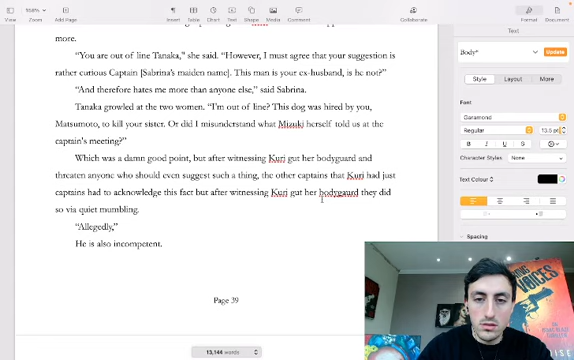 View
Zoom
Add Page
Insert
Table
Chart
Text
Shape
Media
Comment
Collaborate
Format
Document
Text
more.
"You are out of line Tanaka," she said. "However, I must agree that your suggestion is
rather curious Captain [Sabrina's maiden name]. This man is your ex-husband, is he not?"
"And therefore hates me more than anyone else," said Sabrina.
Tanaka growled at the two women. "I'm out of line? This dog was hired by you,
Matsumoto, to kill your sister. Or did I misunderstand what Mizuki herself told us at the
captain's meeting?"
Which was a damn good point, but after witnessing Kuri gut her bodyguard and
threaten anyone who should even suggest such a thing, the other captains that Kuri had just
captains had to acknowledge this fact but after witnessing Kuri gut her bodygaurd they did
so via quiet mumbling.
"Allegedly,"
He is also incompetent.
Page 39
13,144 words
Body*
Update
Style
Layout
More
Font
Garamond
Regular
13.5 pt
B I U S
Character Styles
None
Text Colour
Spacing
VOICES